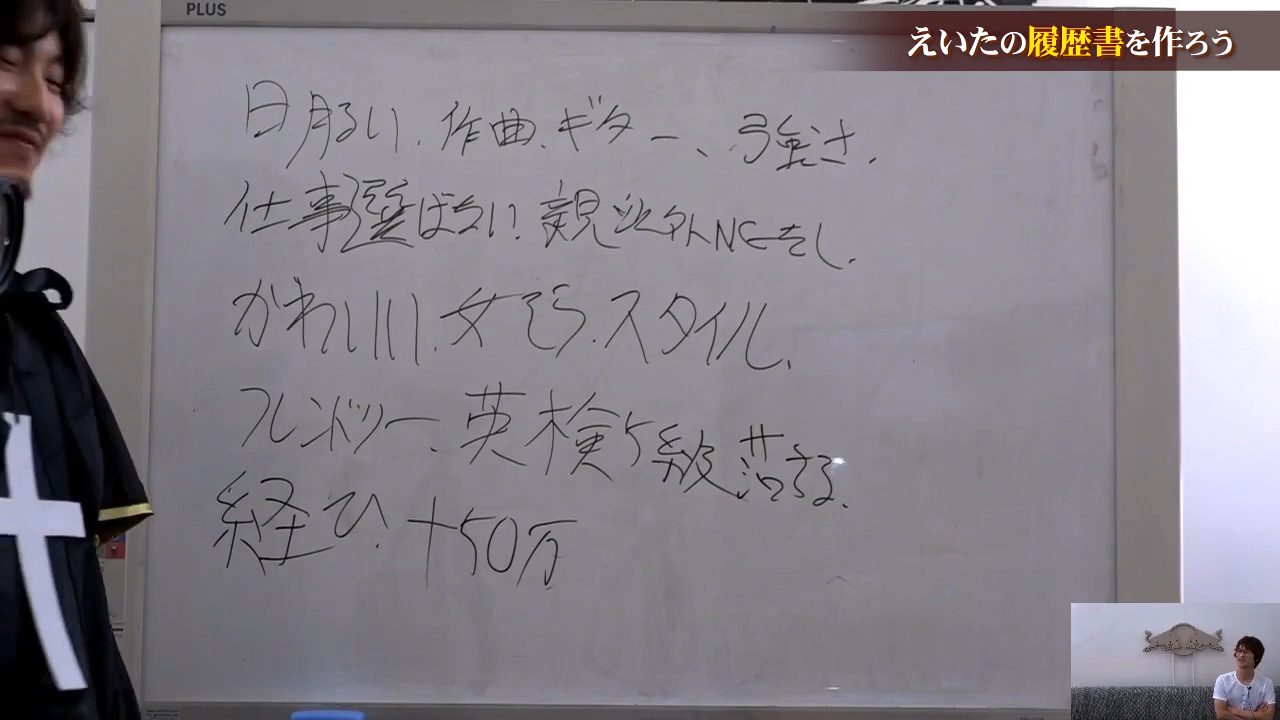 PLUS
えいたの履歴書を作ろう
明るい、作曲、ギター、強さ、
仕事選ばない、親以外NGなし、
かわいい、女てら、スタイル、
フレンドリー、英検5級落ちる、
経ひ、+50万